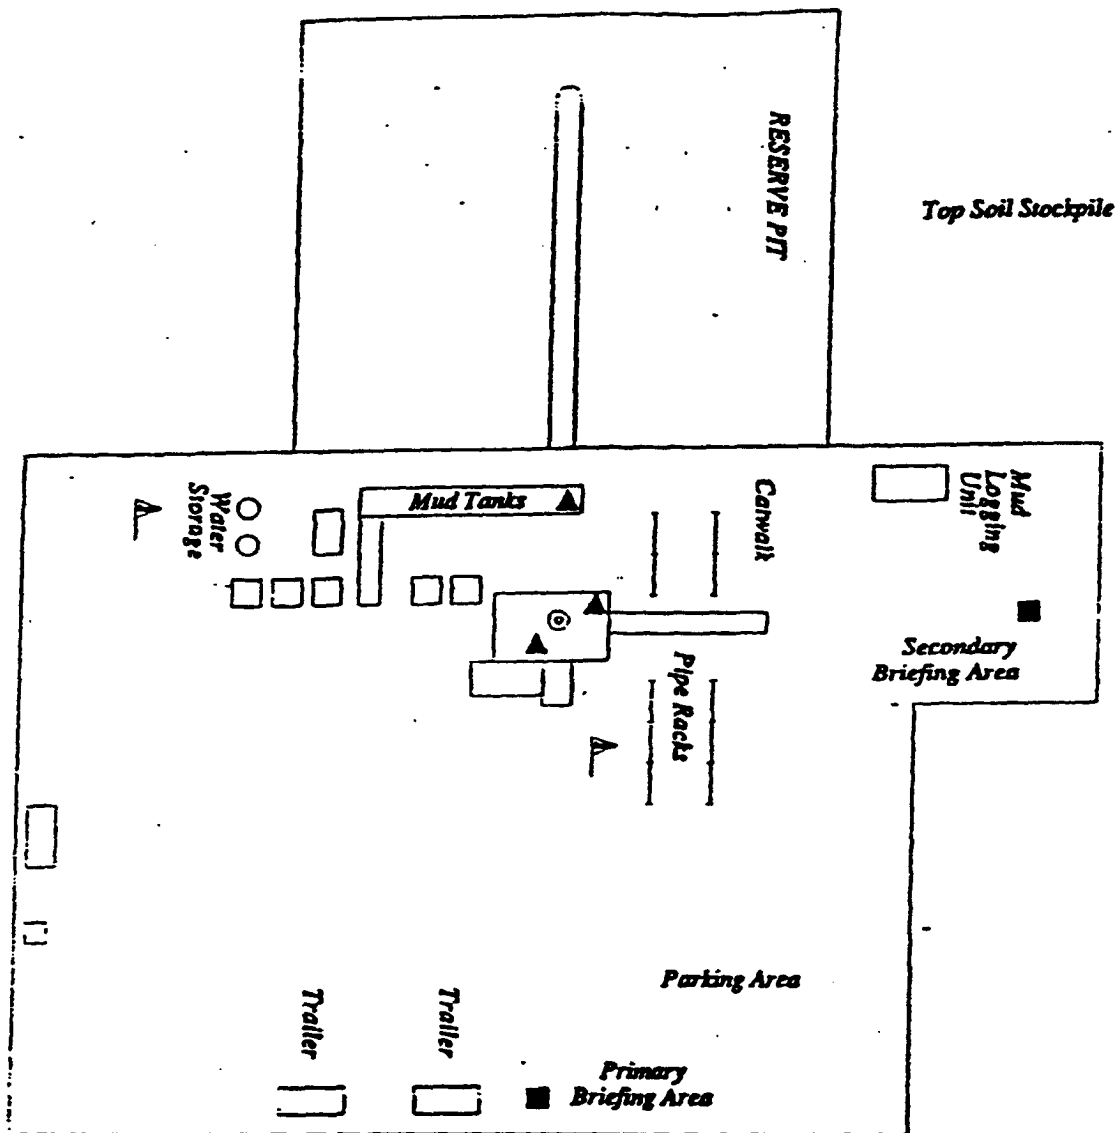 RESERVE PIT
Top Soil Stockpile
Mud Tanks
Water
Storage
Catwalk
Mud
Logging
Unit
Secondary
Briefing Area
Pipe Racks
Parking Area
Trailer
Trailer
Primary
Briefing Area